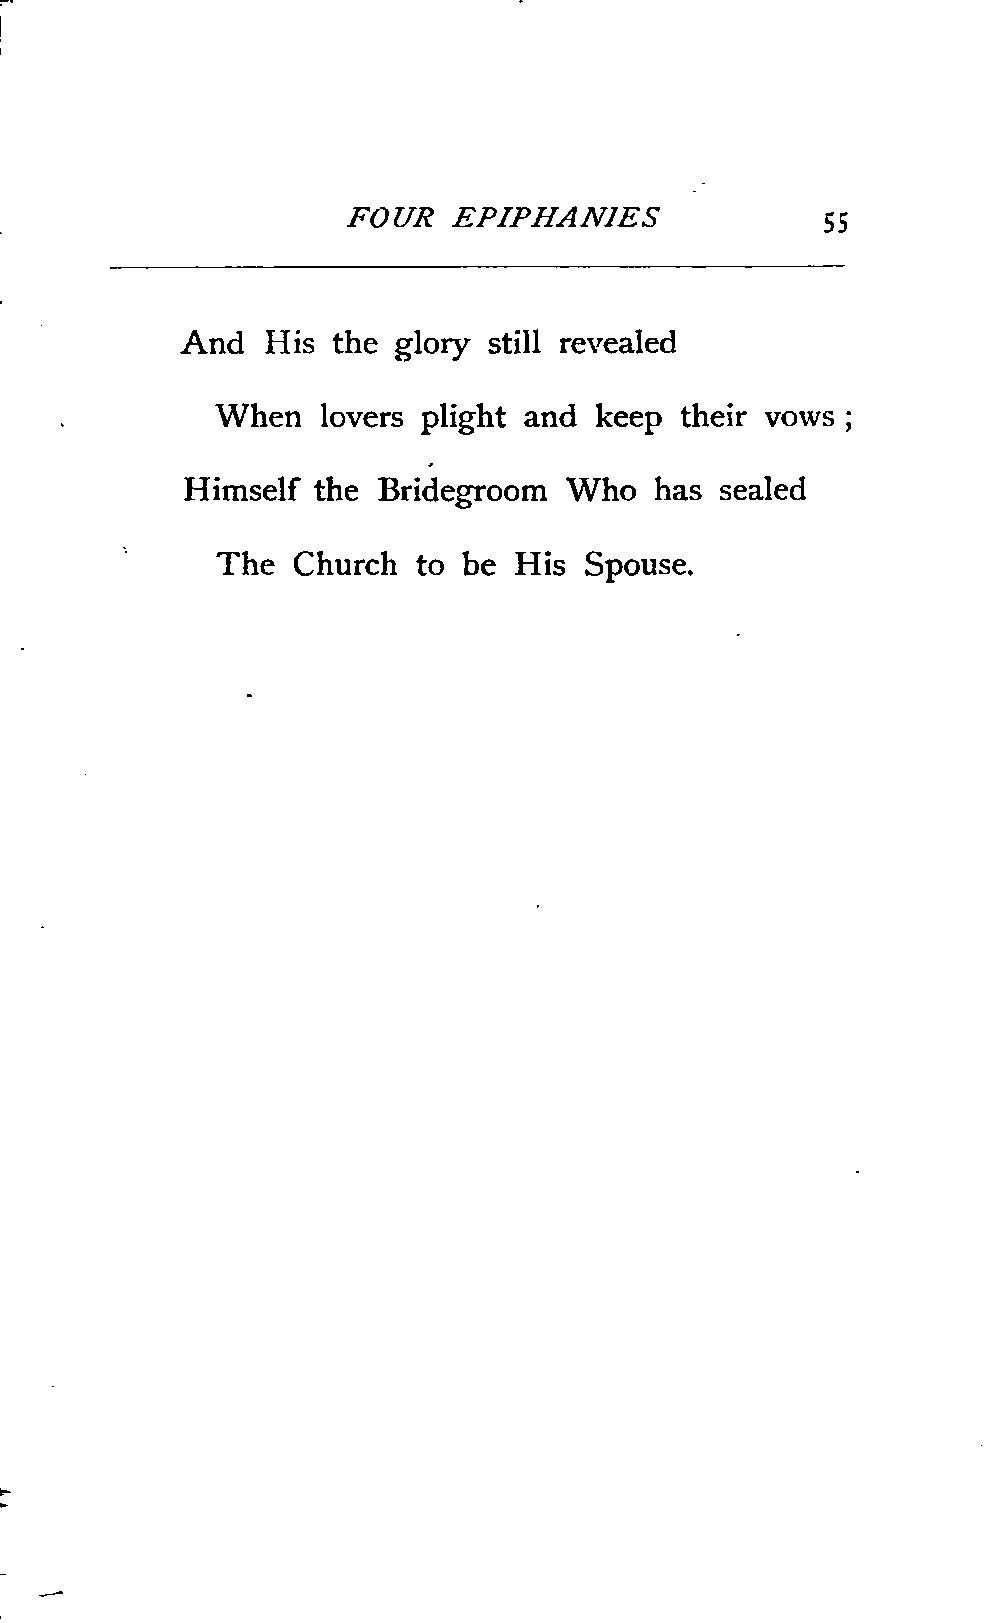 FOUR EPIPHANIES 55
And His the glory still revealed
When lovers plight and keep their vows ;
Himself the Bridegroom Who has sealed
The Church to be His Spouse.